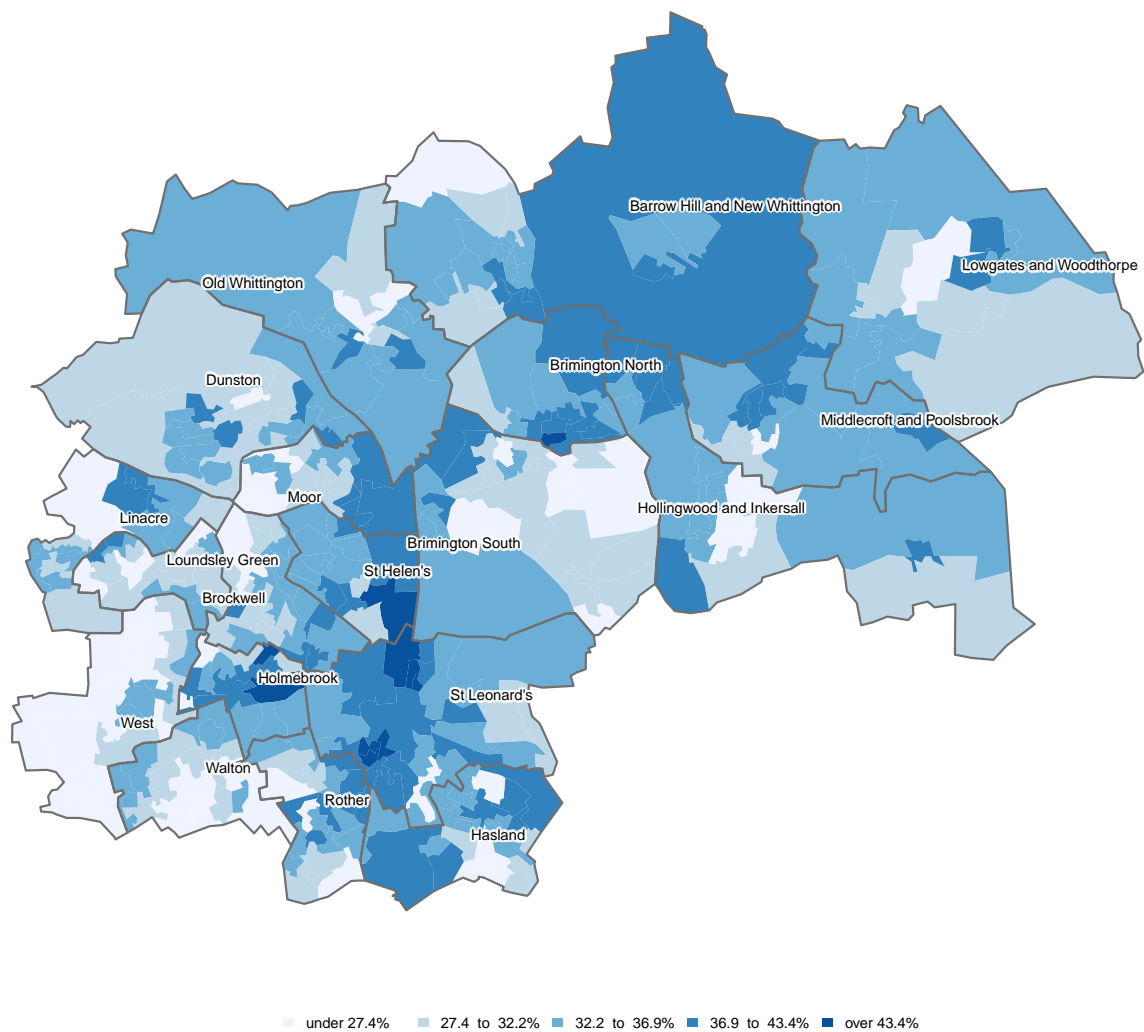 Barrow Hill and New Whittington
Lowgates and Woodthorpe
Old Whittington
Brimington North
Dunston
Middlecroft and Poolsbrook
Moor
Hollingwood and Inkersall
Linacre
Brimington South
Loundsley Green
St Helen's
Brockwell
Holmebrook
St Leonard's
West
Walton
Rother
Hasland
under 27.4% 27.4 to 32.2% 32.2 to 36.9% 36.9 to 43.4% over 43.4%